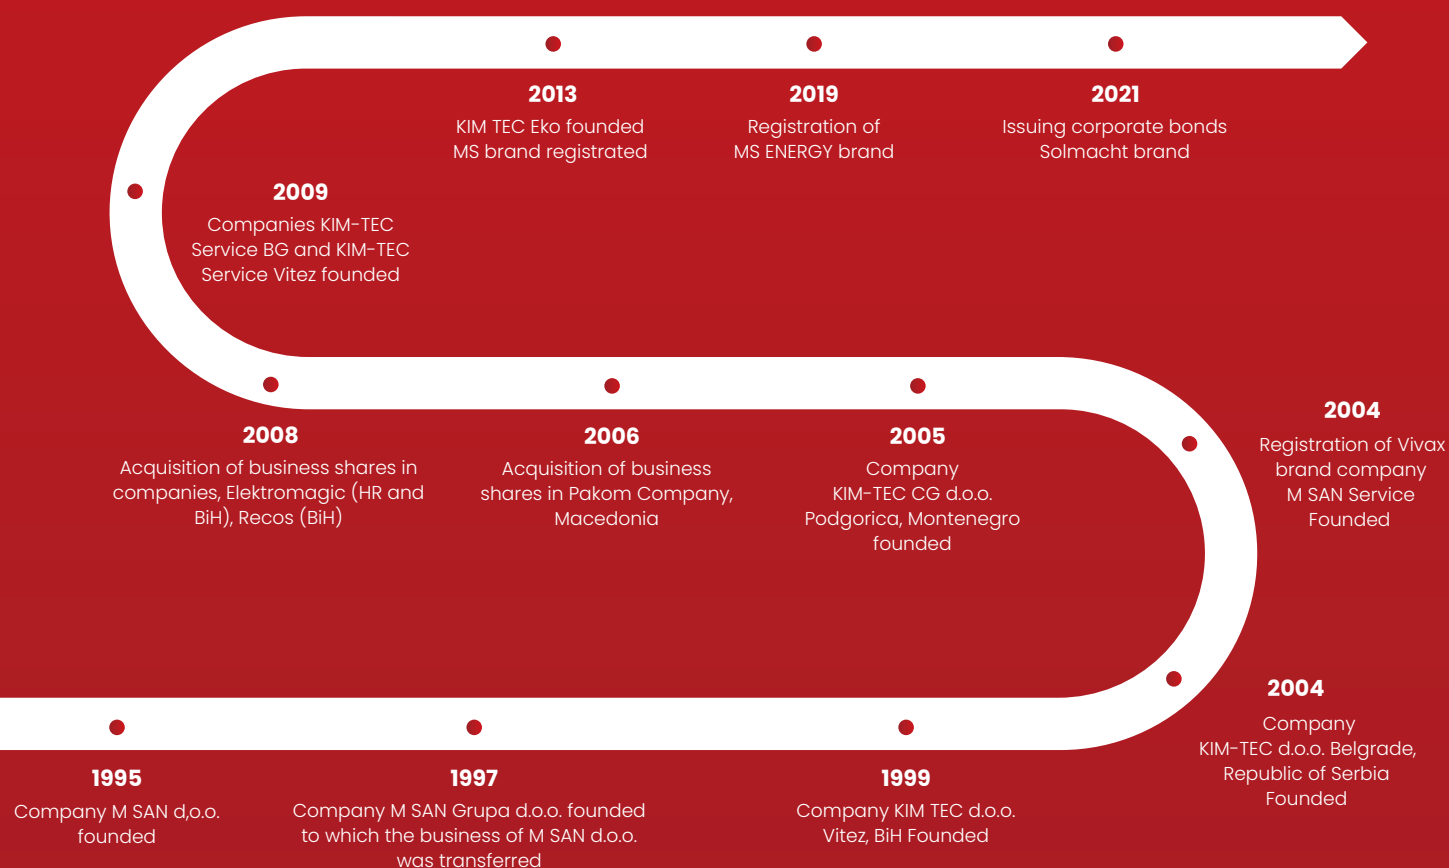 2013
KIM TEC Eko founded
MS brand registrated
2019
Registration of
MS ENERGY brand
2021
Issuing corporate bonds
Solmacht brand
2009
Companies KIM-TEC
Service BG and KIM-TEC
Service Vitez founded
2008
Acquisition of business shares in
companies, Elektromagic (HR and
BiH), Recos (BiH)
2006
Acquisition of business
shares in Pakom Company,
Macedonia
2005
Company
KIM-TEC CG d.o.o.
Podgorica, Montenegro
founded
2004
Registration of Vivax
brand company
M SAN Service
Founded
2004
Company
KIM-TEC d.o.o. Belgrade,
Republic of Serbia
Founded
1995
Company M SAN d,o.o.
founded
1997
Company M SAN Grupa d.o.o. founded
to which the business of M SAN d.o.o.
was transferred
1999
Company KIM TEC d.o.o.
Vitez, BiH Founded